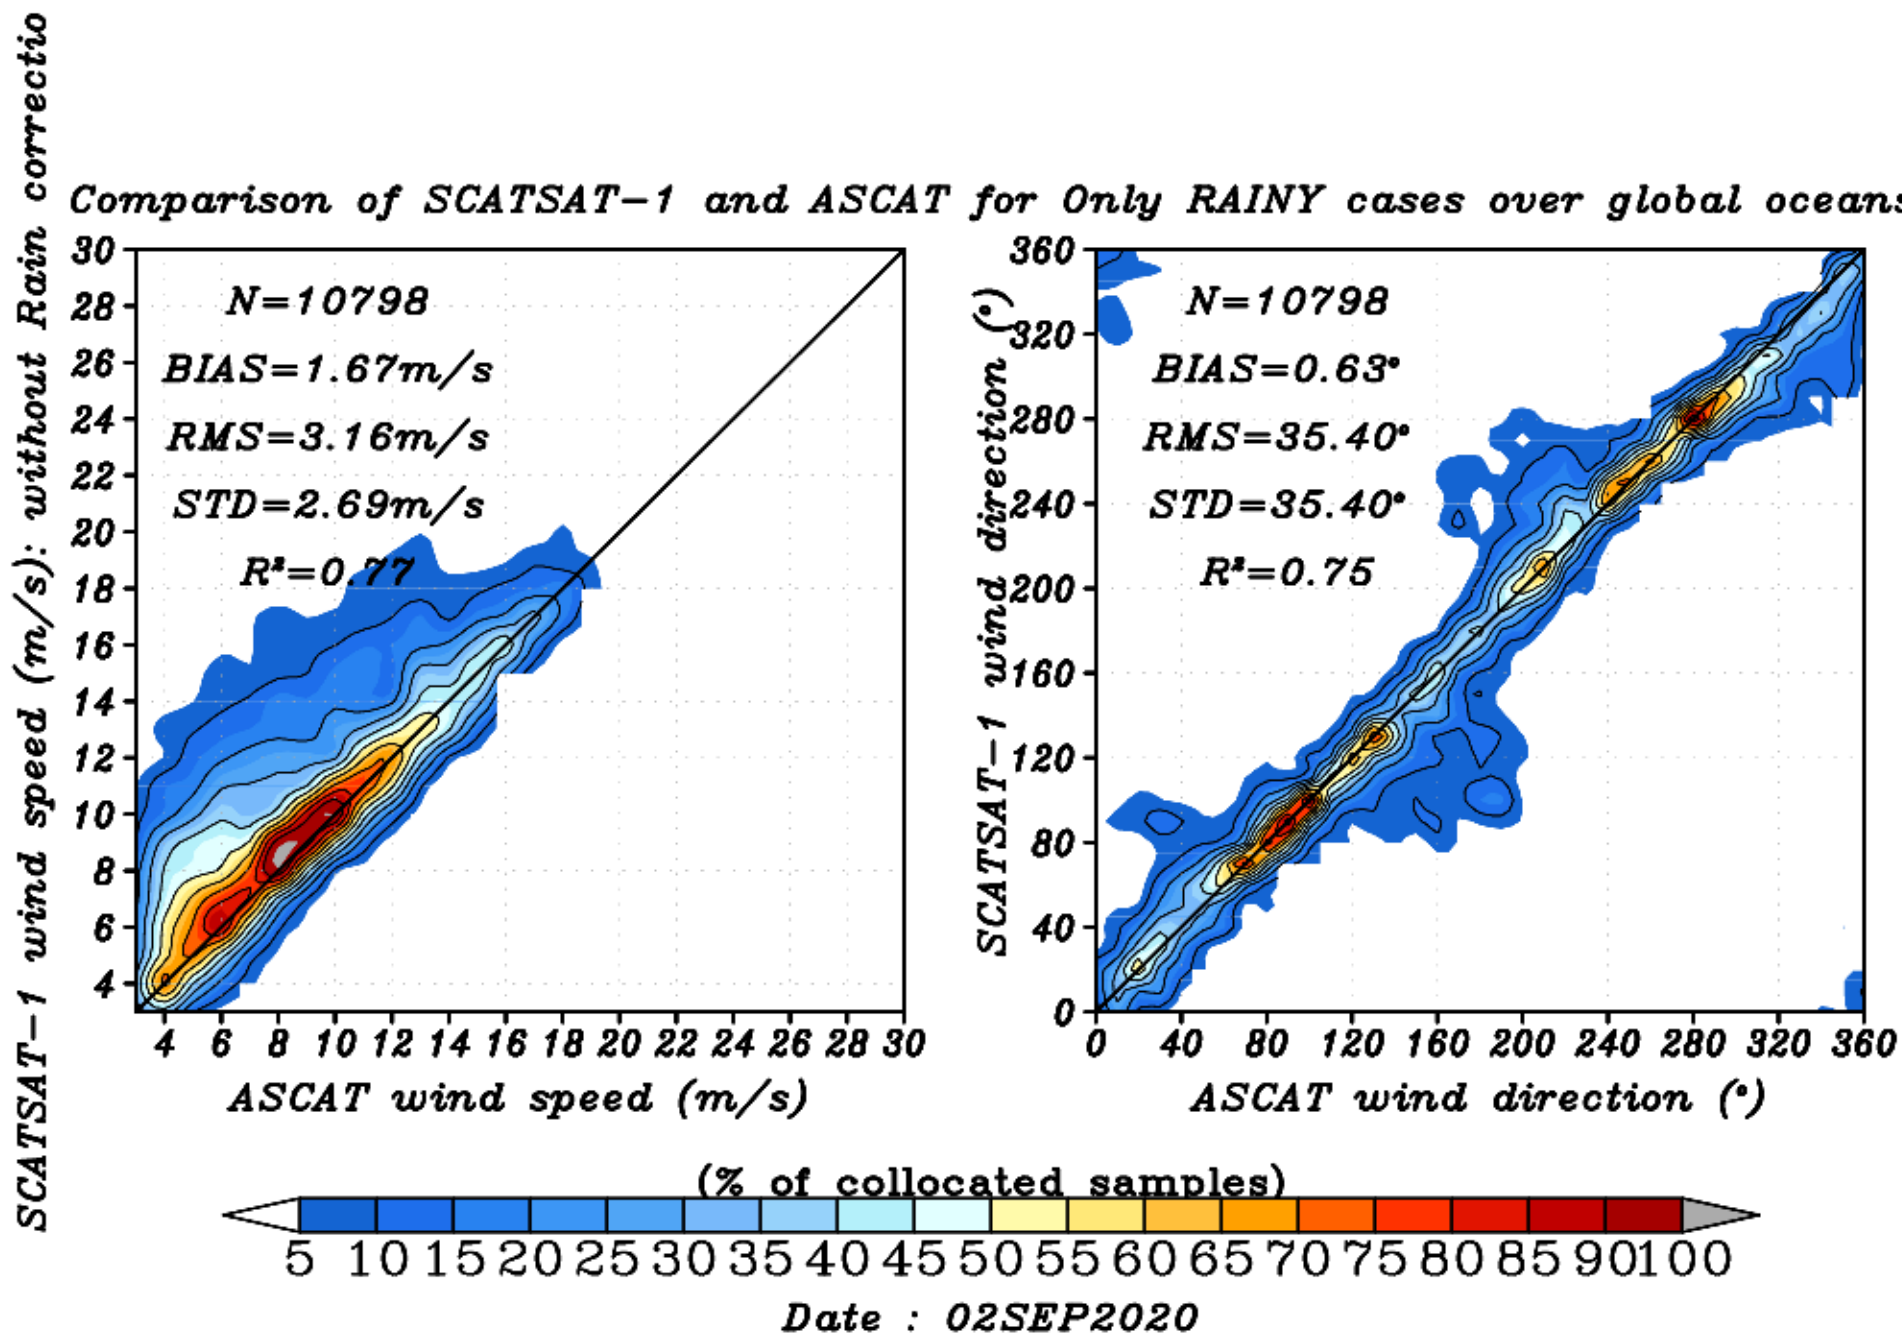 Comparison of SCATSAT-1 and ASCAT for Only RAINY cases over global oceans
SCATSAT-1 wind speed (m/s): without Rain correctio
30
28
26
24
22
20
18
16
14
12
10
8
6
4
N=10798
BIAS=1.67m/s
RMS=3.16m/s
STD=2.69m/s
R²=0.77
4 6 8 10 12 14 16 18 20 22 24 26 28 30
ASCAT wind speed (m/s)
SCATSAT-1 wind direction (°)
360
320
280
240
200
160
120
80
40
0
N=10798
BIAS=0.63°
RMS=35.40°
STD=35.40°
R²=0.75
0 40 80 120 160 200 240 280 320 360
ASCAT wind direction (°)
(% of collocated samples)
5 10 15 20 25 30 35 40 45 50 55 60 65 70 75 80 85 90 100
Date : 02SEP2020